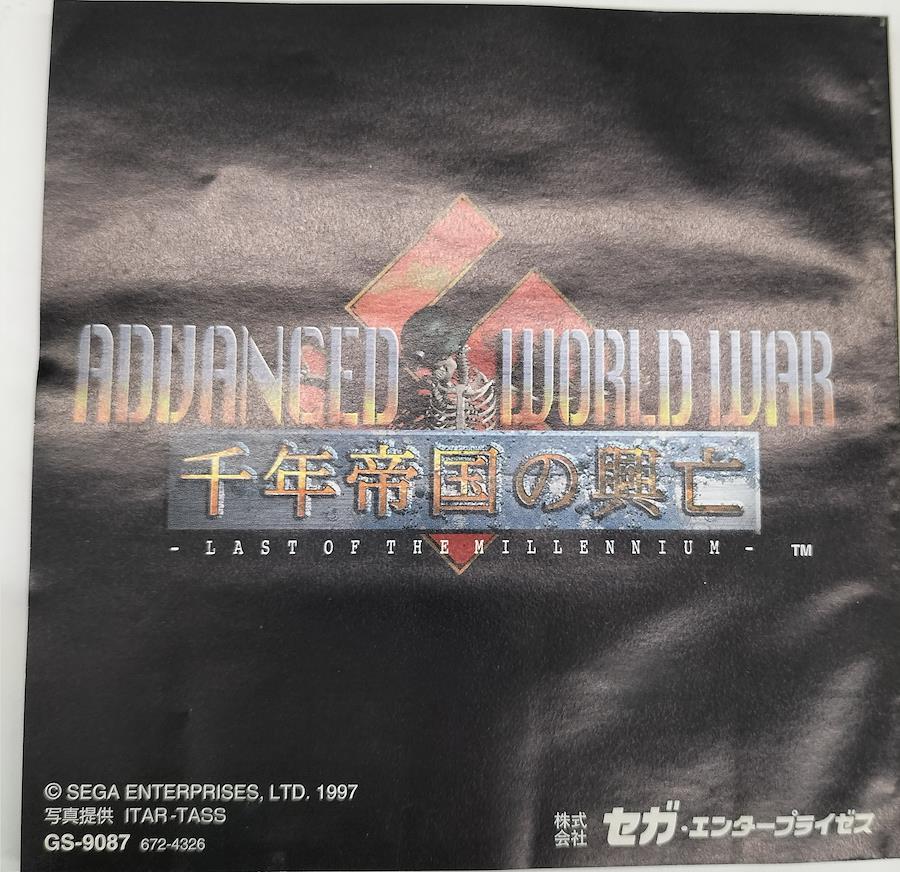 ADVANCED WORLD WAR
千年帝国の興亡
- LAST OF THE MILLENNIUM - TM
© SEGA ENTERPRISES, LTD. 1997
写真提供 ITAR-TASS
GS-9087 672-4326
株式会社 セガ・エンタープライゼス